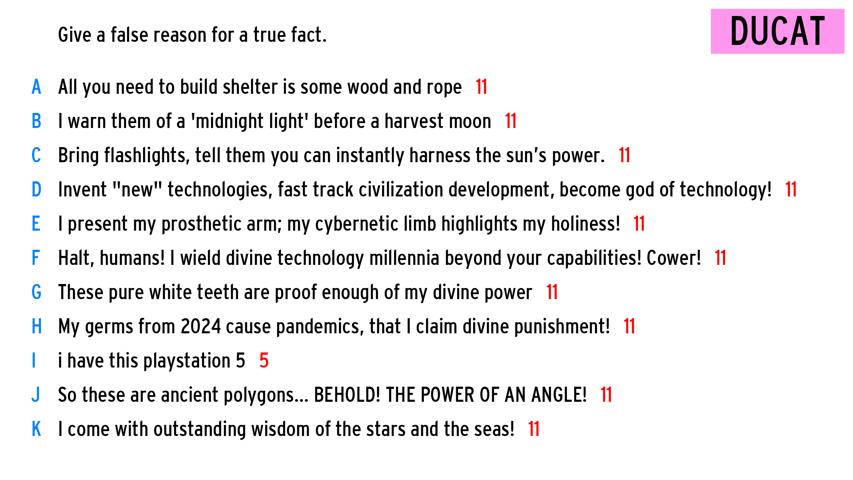 Give a false reason for a true fact.
DUCAT
A All you need to build shelter is some wood and rope 11
B I warn them of a 'midnight light' before a harvest moon 11
C Bring flashlights, tell them you can instantly harness the sun’s power. 11
D Invent "new" technologies, fast track civilization development, become god of technology! 11
E I present my prosthetic arm; my cybernetic limb highlights my holiness! 11
F Halt, humans! I wield divine technology millennia beyond your capabilities! Cower! 11
G These pure white teeth are proof enough of my divine power 11
H My germs from 2024 cause pandemics, that I claim divine punishment! 11
I i have this playstation 5 5
J So these are ancient polygons... BEHOLD! THE POWER OF AN ANGLE! 11
K I come with outstanding wisdom of the stars and the seas! 11